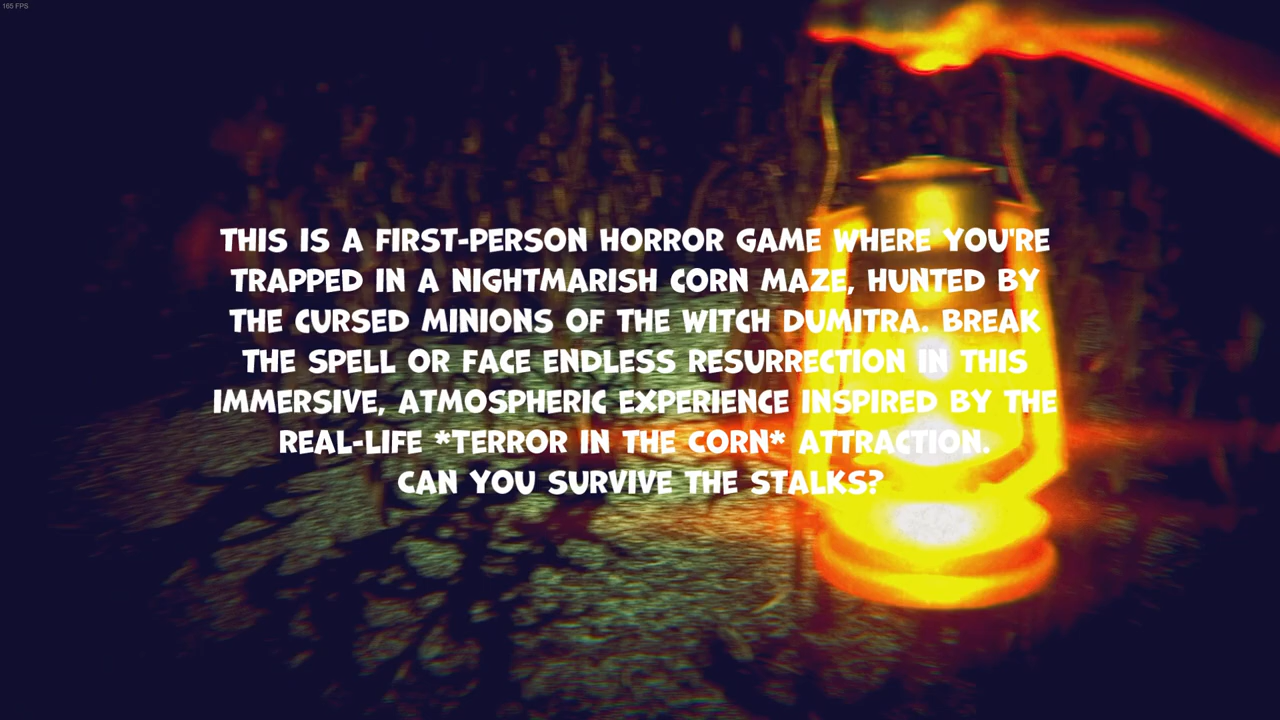 165 FPS
THIS IS A FIRST-PERSON HORROR GAME WHERE YOU'RE
TRAPPED IN A NIGHTMARISH CORN MAZE, HUNTED BY
THE CURSED MINIONS OF THE WITCH DUMITRA. BREAK
THE SPELL OR FACE ENDLESS RESURRECTION IN THIS
IMMERSIVE, ATMOSPHERIC EXPERIENCE INSPIRED BY THE
REAL-LIFE *TERROR IN THE CORN* ATTRACTION.
CAN YOU SURVIVE THE STALKS?